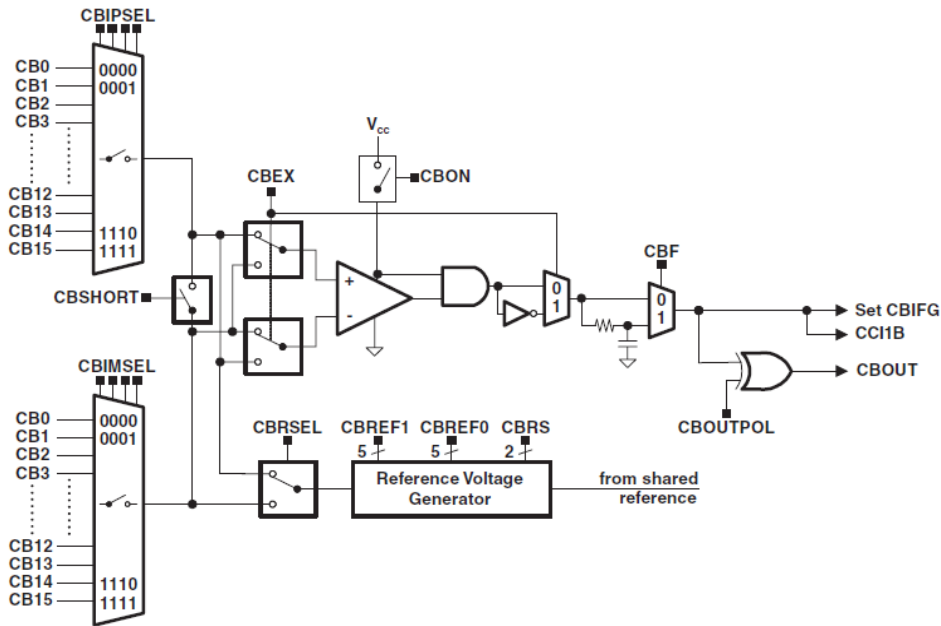 CBIPSEL
CB0
0000
CB1
0001
CB2
CB3
CB12
CB13
CB14
1110
CB15
1111
Vcc
CBON
CBEX
+
-
0
1
CBF
0
1
Set CBIFG
CCI1B
CBOUT
CBOUTPOL
CBSHORT
CBIMSEL
CB0
0000
CB1
0001
CB2
CB3
CB12
CB13
CB14
1110
CB15
1111
CBRSEL
CBREF1
CBREF0
CBRS
5
5
2
Reference Voltage
Generator
from shared
reference